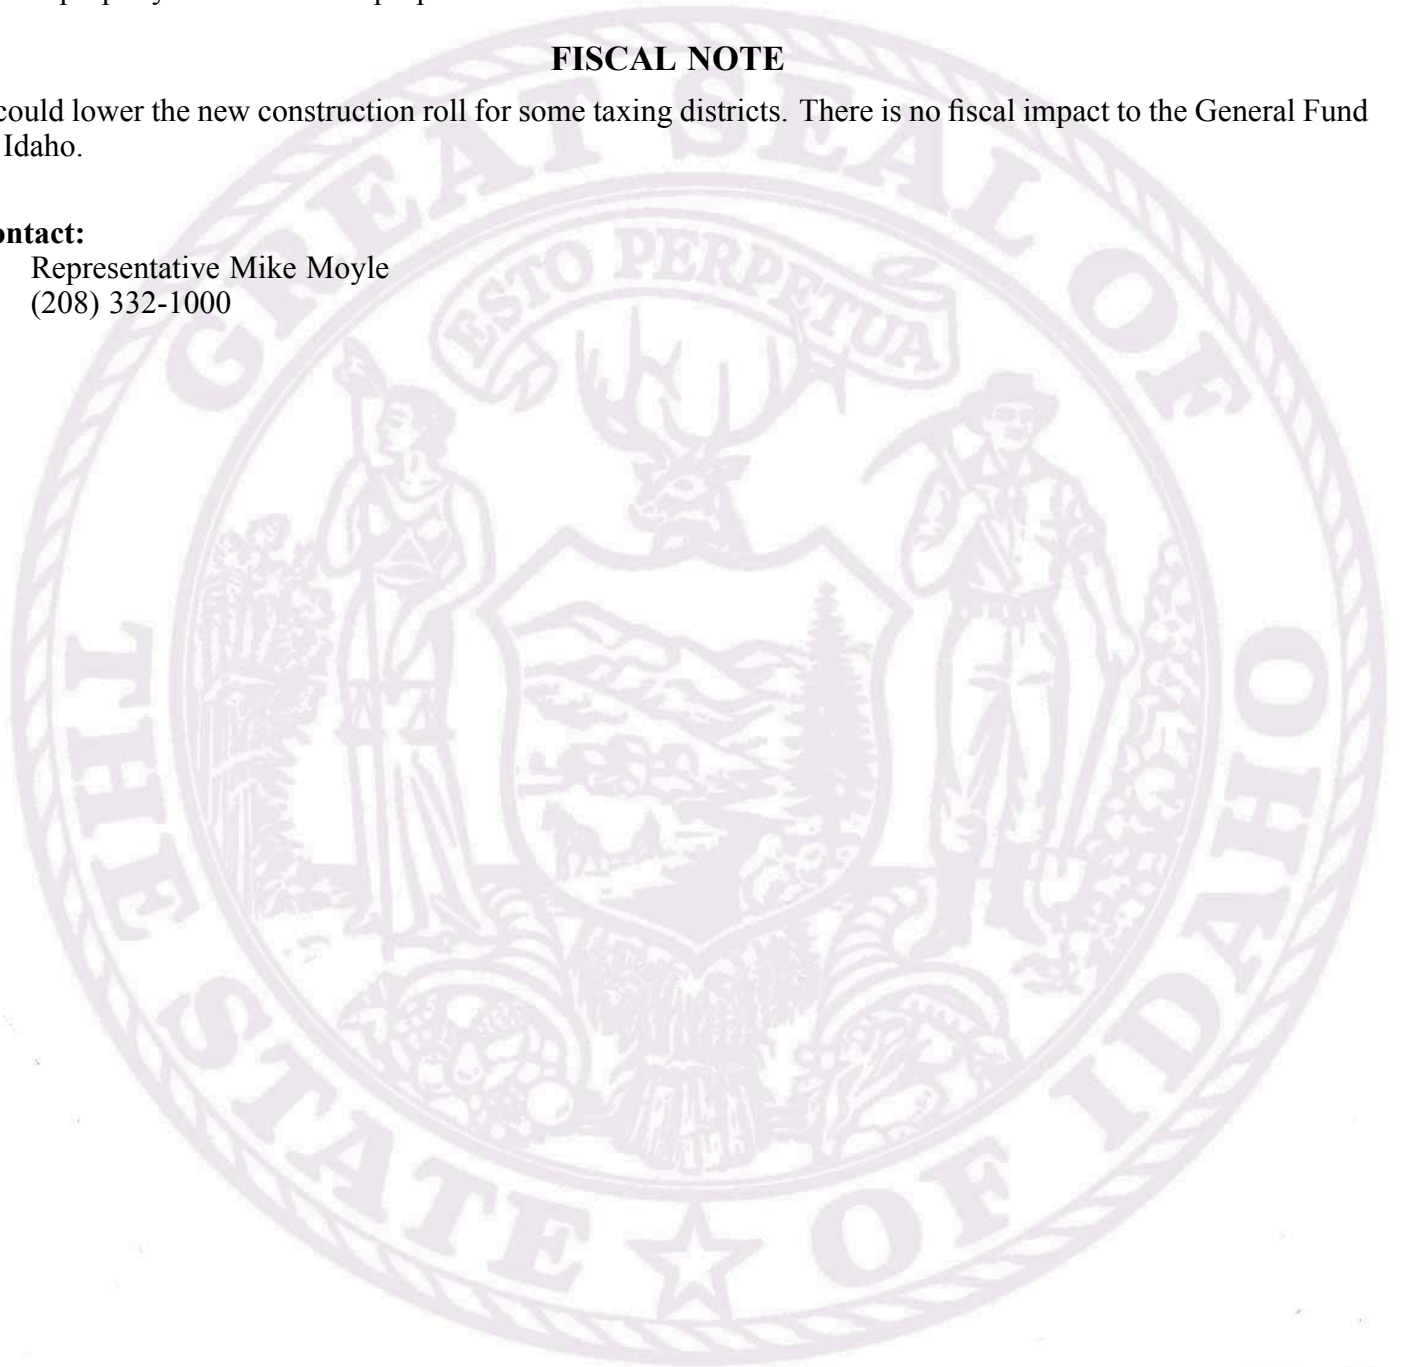 FISCAL NOTE
could lower the new construction roll for some taxing districts. There is no fiscal impact to the General Fund
Idaho.
ontact:
Representative Mike Moyle
(208) 332-1000
GREAT SEAL OF
ESTO PERPETUA
THE STATE OF IDAHO